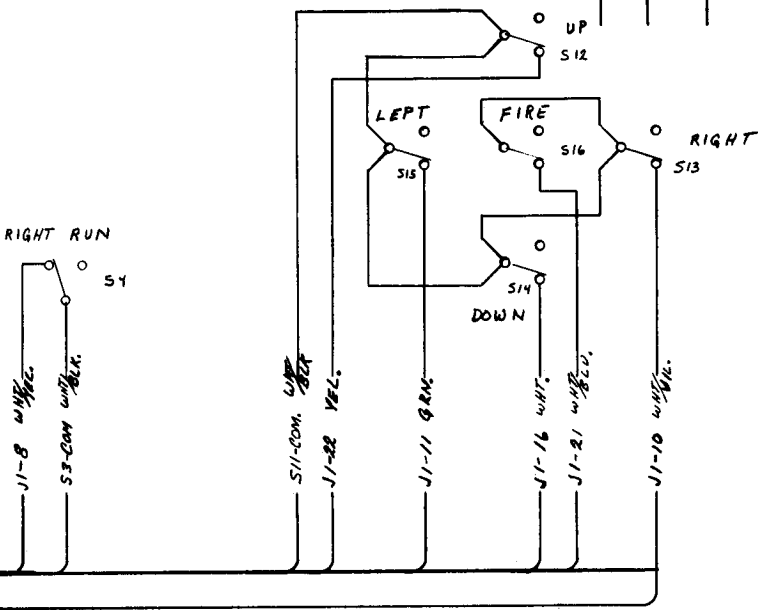 UP
S12
LEFT
FIRE
RIGHT
S15
S16
S13
RIGHT RUN
S4
S14
DOWN
J1-8 WHT/YEL.
S3-COM WHT/BLK.
S11-COM. WHT/BLK
J1-22 YEL.
J1-11 GRN.
J1-16 WHT.
J1-21 WHT/BLU.
J1-10 WHT/VIL.